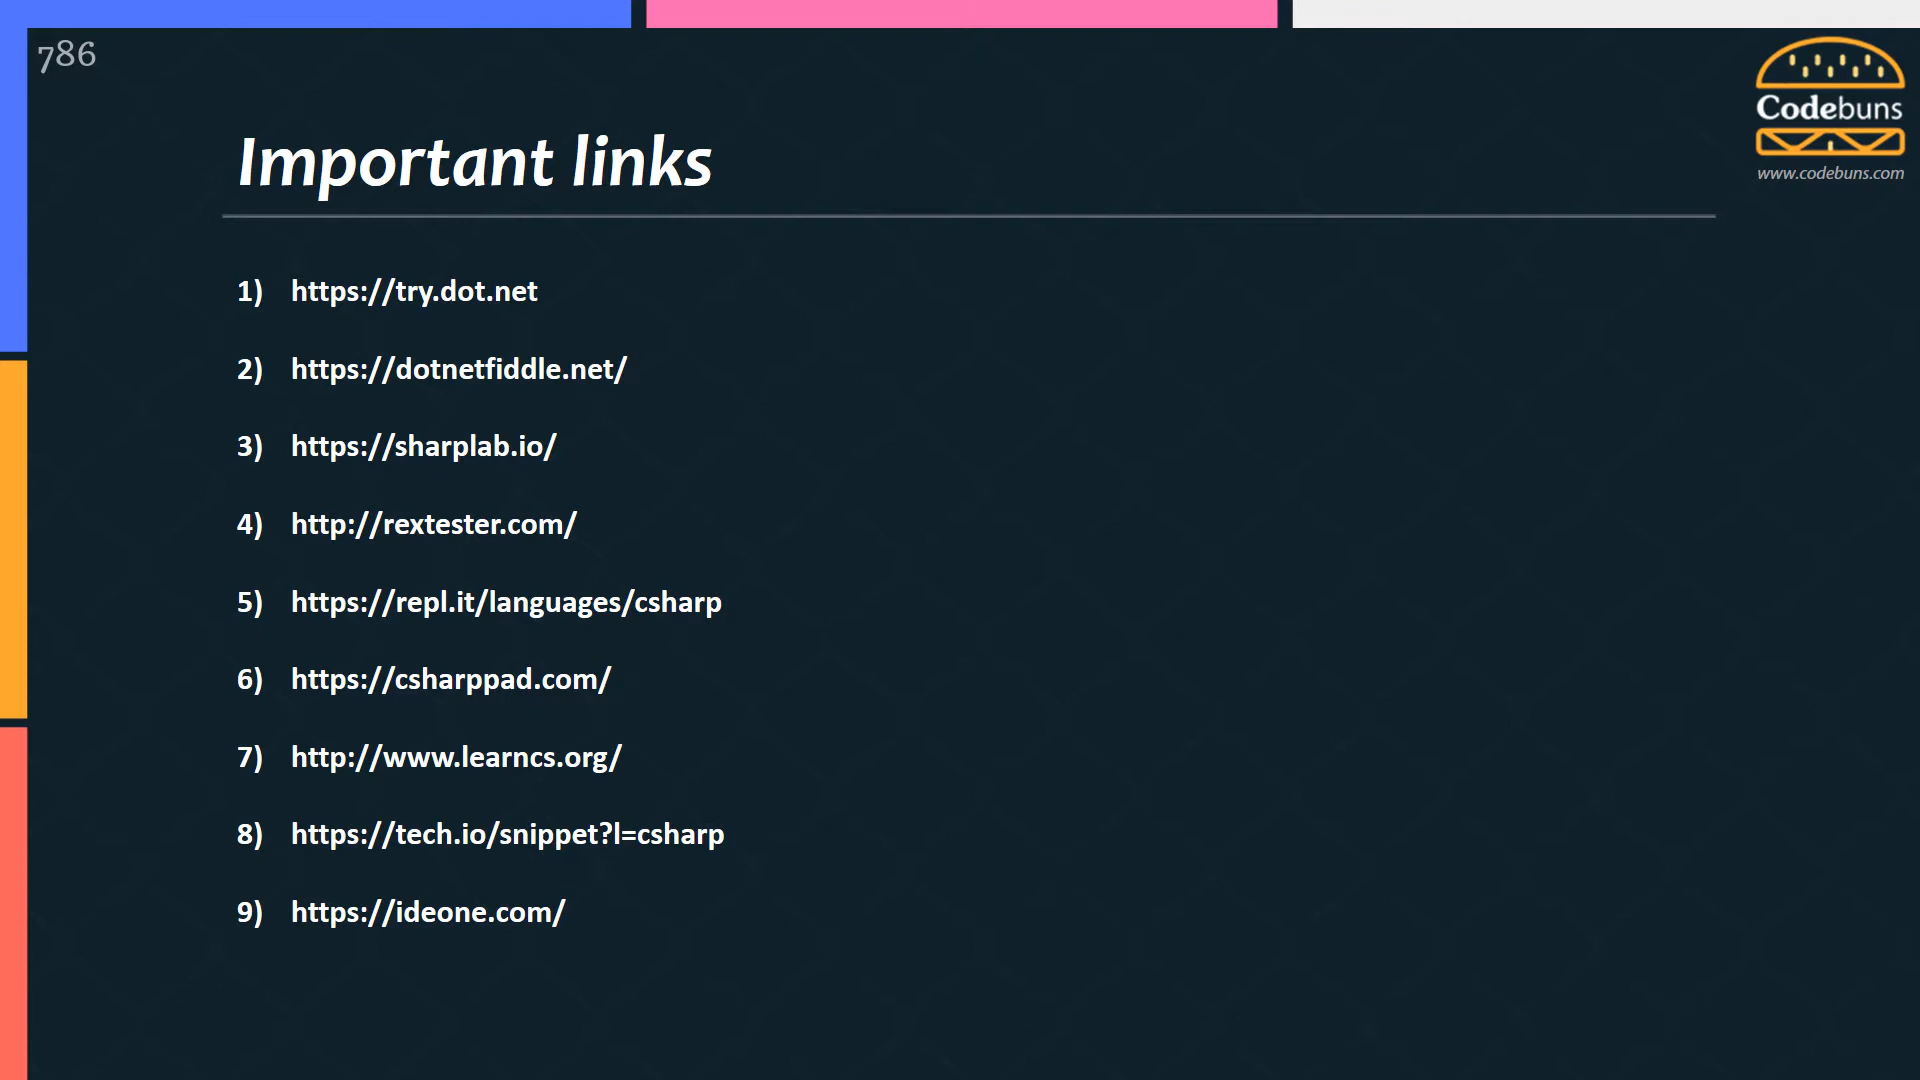 786
Codebuns
www.codebuns.com
Important links
1) https://try.dot.net
2) https://dotnetfiddle.net/
3) https://sharplab.io/
4) http://rextester.com/
5) https://repl.it/languages/csharp
6) https://csharppad.com/
7) http://www.learncs.org/
8) https://tech.io/snippet?l=csharp
9) https://ideone.com/